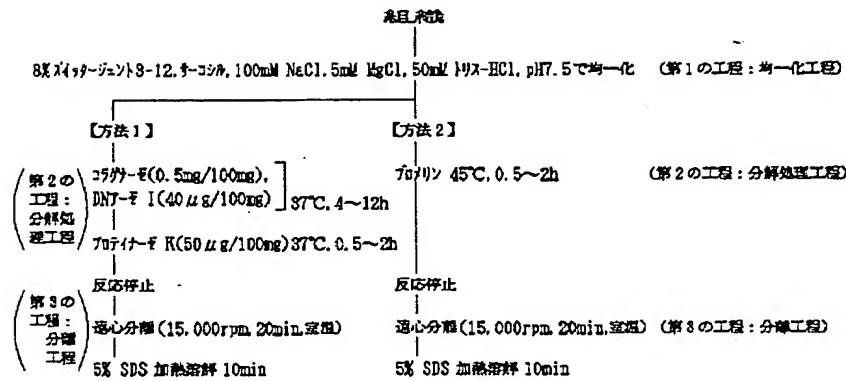 組織
8% ズイッタージェント3-12, サーコシル, 100mM NaCl, 5mM MgCl, 50mM トリス-HCl, pH7.5で均一化 (第1の工程:均一化工程)
【方法1】 【方法2】
第2の工程:分解処理工程
コラゲナーゼ(0.5mg/100mg),
DNアーゼ I(40μg/100mg)
37℃, 4~12h
プロテイナーゼ K(50μg/100mg)37℃, 0.5~2h
ブロメリン 45℃, 0.5~2h (第2の工程:分解処理工程)
反応停止 反応停止
第3の工程:分離工程
遠心分離(15,000rpm, 20min, 室温) 遠心分離(15,000rpm, 20min, 室温) (第3の工程:分離工程)
5% SDS 加熱溶解 10min 5% SDS 加熱溶解 10min